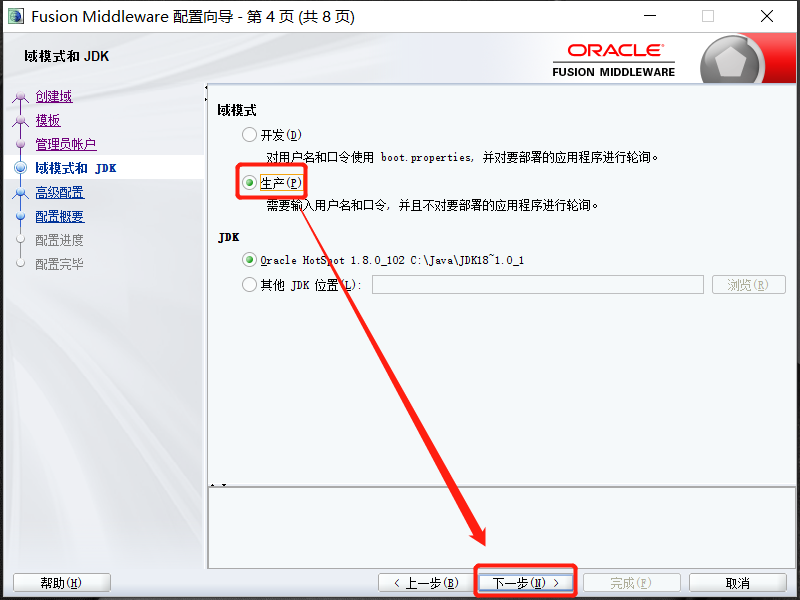 Fusion Middleware 配置向导 - 第 4 页 (共 8 页)
域模式和 JDK
ORACLE
FUSION MIDDLEWARE
创建域
模板
管理员帐户
域模式和 JDK
高级配置
配置概要
配置进度
配置完毕
域模式
开发(D)
对用户名和口令使用 boot.properties, 并对要部署的应用程序进行轮询。
生产(P)
需要输入用户名和口令, 并且不对要部署的应用程序进行轮询。
JDK
Oracle HotSpot 1.8.0_102 C:\Java\JDK18~1.0_1
其他 JDK 位置(L):
浏览(R)
帮助(H)
< 上一步(B)
下一步(N) >
完成(F)
取消